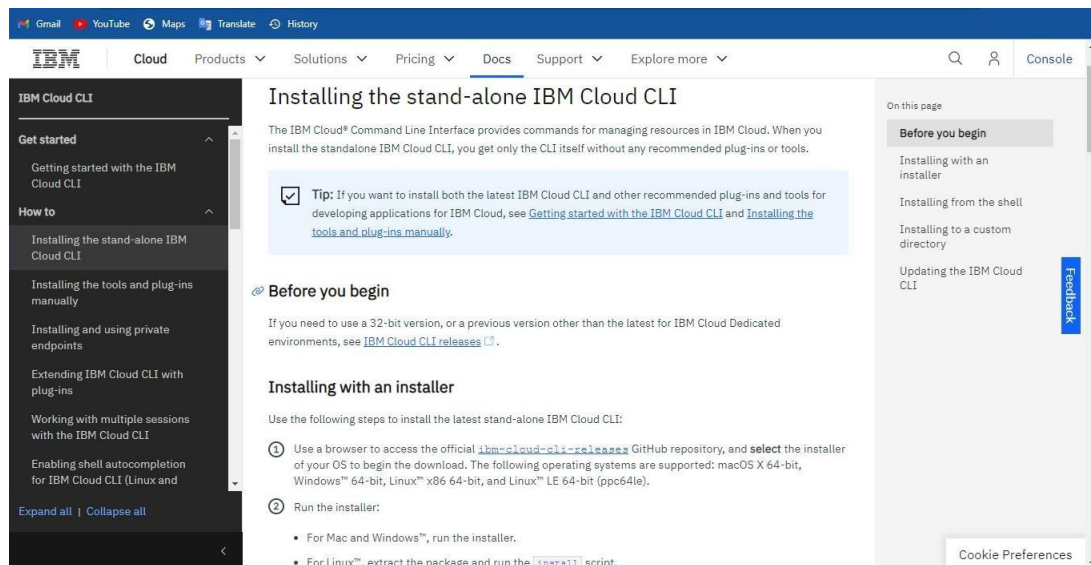 Gmail YouTube Maps Translate History
IBM Cloud Products Solutions Pricing Docs Support Explore more Console
IBM Cloud CLI
Get started
Getting started with the IBM
Cloud CLI
How to
Installing the stand-alone IBM
Cloud CLI
Installing the tools and plug-ins
manually
Installing and using private
endpoints
Extending IBM Cloud CLI with
plug-ins
Working with multiple sessions
with the IBM Cloud CLI
Enabling shell autocompletion
for IBM Cloud CLI (Linux and
Expand all | Collapse all
Installing the stand-alone IBM Cloud CLI
The IBM Cloud® Command Line Interface provides commands for managing resources in IBM Cloud. When you
install the standalone IBM Cloud CLI, you get only the CLI itself without any recommended plug-ins or tools.
Tip: If you want to install both the latest IBM Cloud CLI and other recommended plug-ins and tools for
developing applications for IBM Cloud, see Getting started with the IBM Cloud CLI and Installing the
tools and plug-ins manually.
Before you begin
If you need to use a 32-bit version, or a previous version other than the latest for IBM Cloud Dedicated
environments, see IBM Cloud CLI releases .
Installing with an installer
Use the following steps to install the latest stand-alone IBM Cloud CLI:
1 Use a browser to access the official ibm-cloud-cli-releases GitHub repository, and select the installer
of your OS to begin the download. The following operating systems are supported: macOS X 64-bit,
Windows™ 64-bit, Linux™ x86 64-bit, and Linux™ LE 64-bit (ppc64le).
2 Run the installer:
• For Mac and Windows™, run the installer.
• For Linux™, extract the package and run the install script.
On this page
Before you begin
Installing with an
installer
Installing from the shell
Installing to a custom
directory
Updating the IBM Cloud
CLI
Feedback
Cookie Preferences